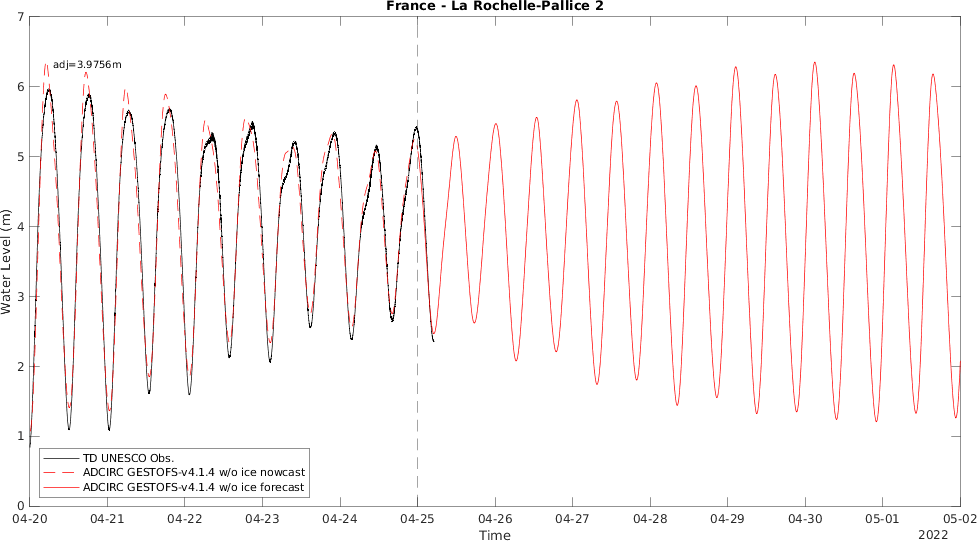 France - La Rochelle-Pallice 2
7
6
5
4
3
2
1
0
Water Level (m)
adj=3.9756m
TD UNESCO Obs.
ADCIRC GESTOFS-v4.1.4 w/o ice nowcast
ADCIRC GESTOFS-v4.1.4 w/o ice forecast
04-20 04-21 04-22 04-23 04-24 04-25 04-26 04-27 04-28 04-29 04-30 05-01 05-02
Time 2022